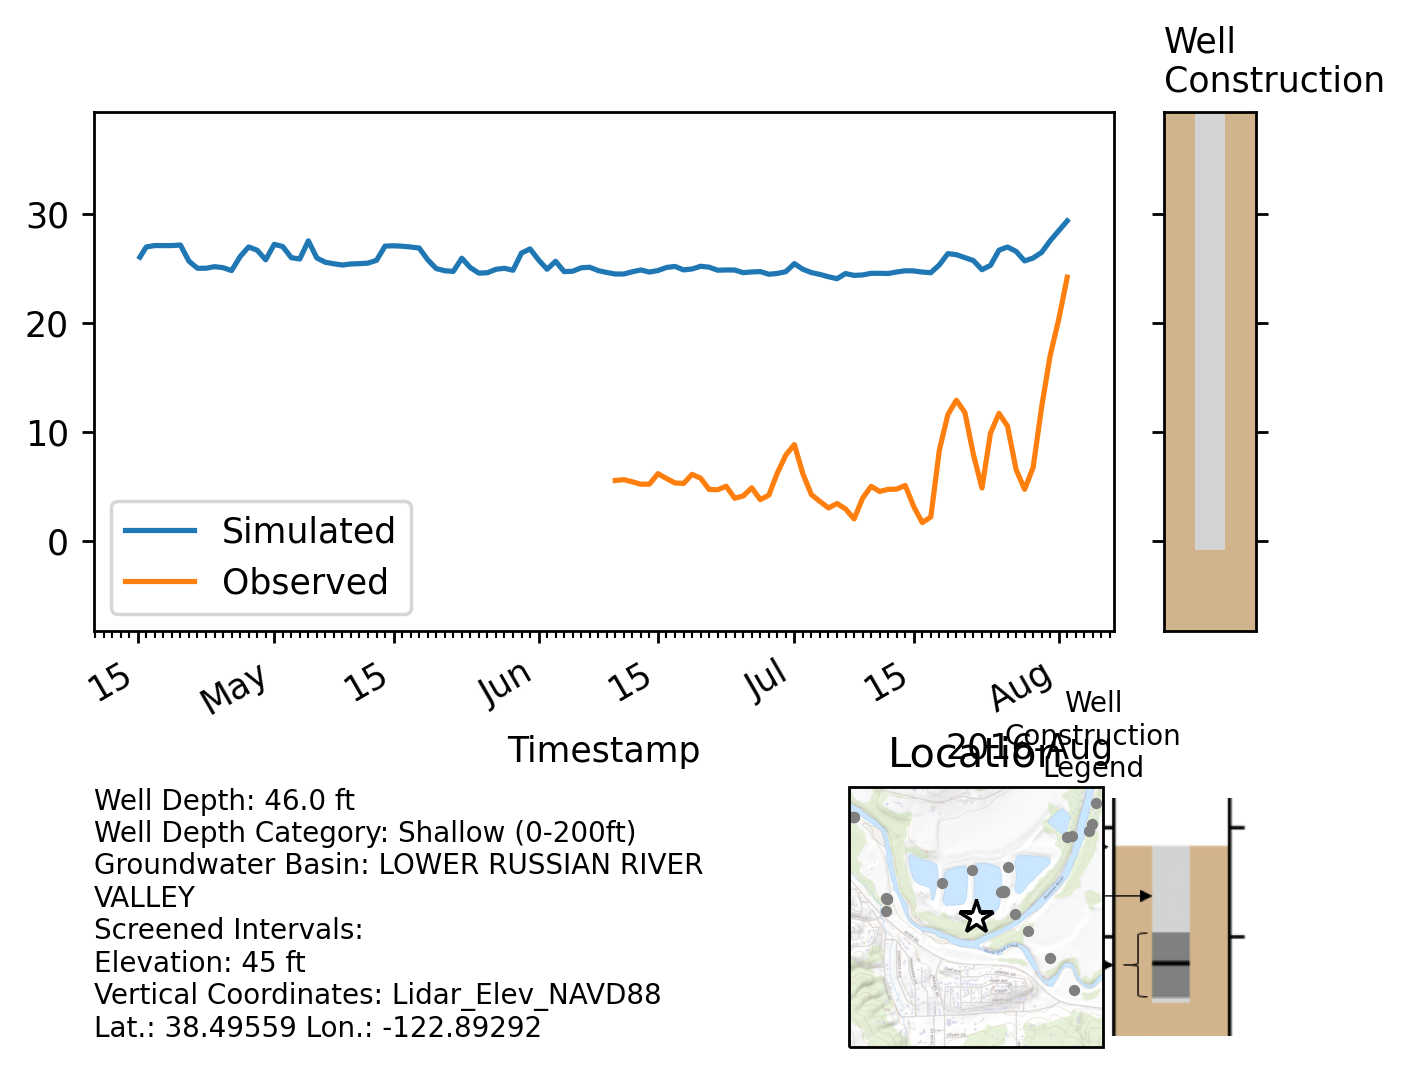 Well
Construction
30
20
10
0
Simulated
Observed
15
May
15
Jun
15
Jul
15
Aug
Timestamp
2016-Aug
Location
Well
Construction
Legend
Well Depth: 46.0 ft
Well Depth Category: Shallow (0-200ft)
Groundwater Basin: LOWER RUSSIAN RIVER
VALLEY
Screened Intervals:
Elevation: 45 ft
Vertical Coordinates: Lidar_Elev_NAVD88
Lat.: 38.49559 Lon.: -122.89292